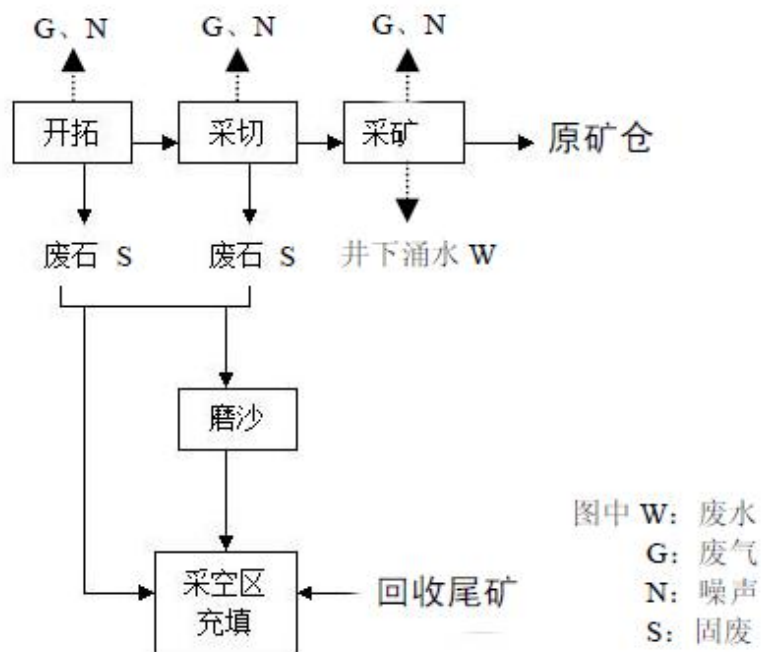 G、N G、N G、N
开拓 采切 采矿 原矿仓
废石 S 废石 S 井下涌水 W
磨沙
采空区
充填
回收尾矿
图中 W：废水
G：废气
N：噪声
S：固废